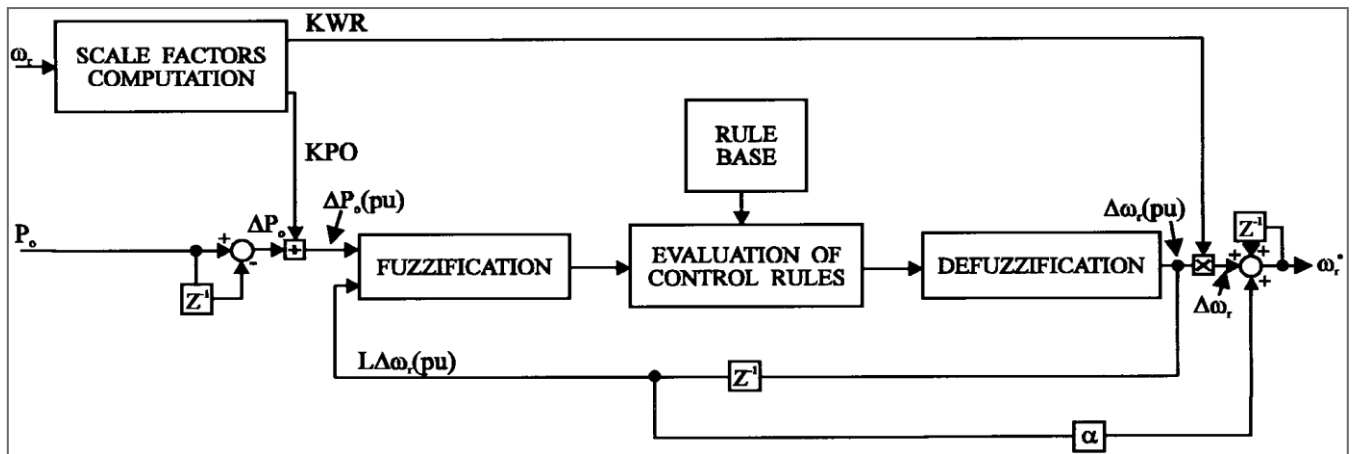 KWR
ω_r
SCALE FACTORS
COMPUTATION
RULE
BASE
KPO
ΔP_o(pu)
Δω_r(pu)
P_o
+
ΔP_o
-
÷
Z⁻¹
FUZZIFICATION
EVALUATION OF
CONTROL RULES
DEFUZZIFICATION
×
Z⁻¹
+
+
+
ω_r*
Δω_r
LΔω_r(pu)
Z⁻¹
α